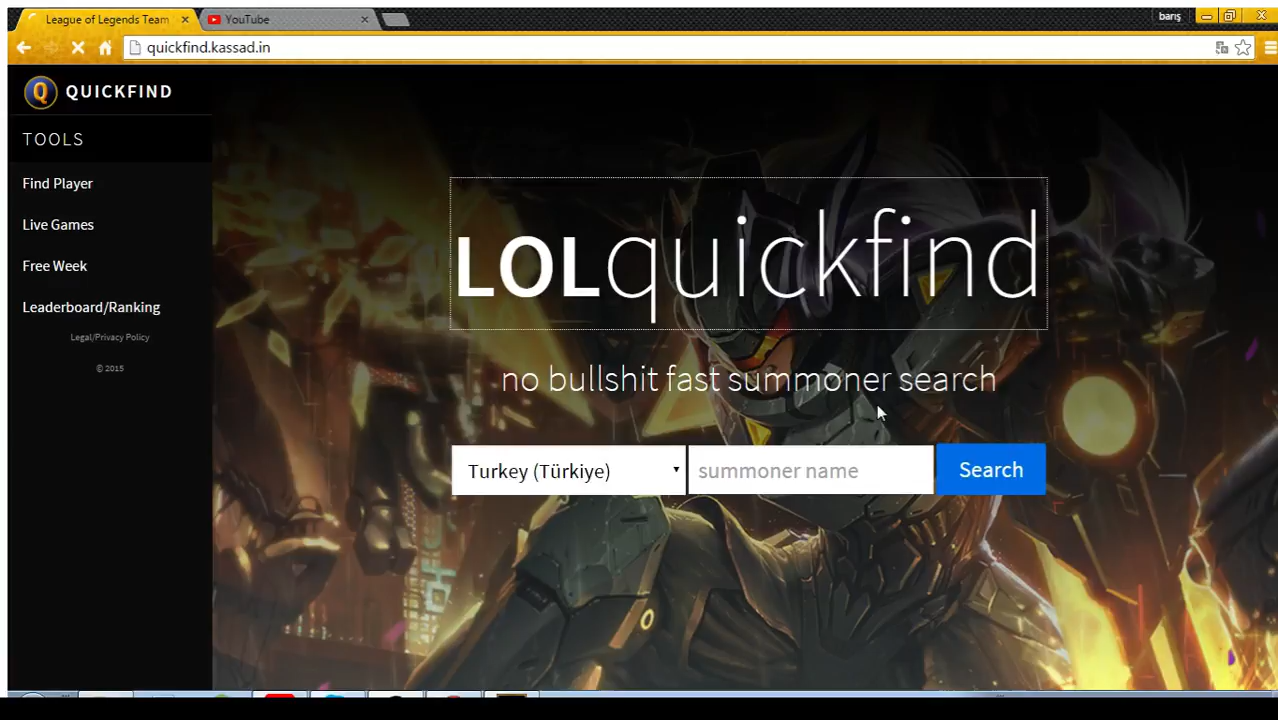 League of Legends Team
YouTube
barış
quickfind.kassad.in
Q QUICKFIND
TOOLS
Find Player
Live Games
Free Week
Leaderboard/Ranking
Legal/Privacy Policy
© 2015
LOLquickfind
no bullshit fast summoner search
Turkey (Türkiye)
summoner name
Search